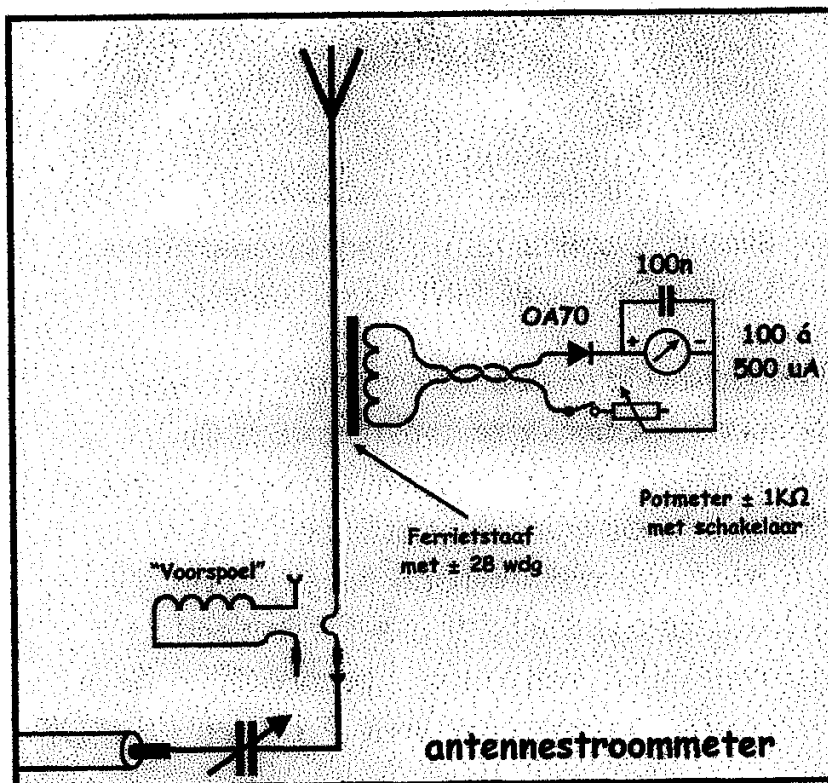 100n
OA70
+ -
100 á
500 uA
Potmeter ± 1KΩ
met schakelaar
Ferrietstaaf
met ± 28 wdg
"Voorspoel"
antennestroommeter